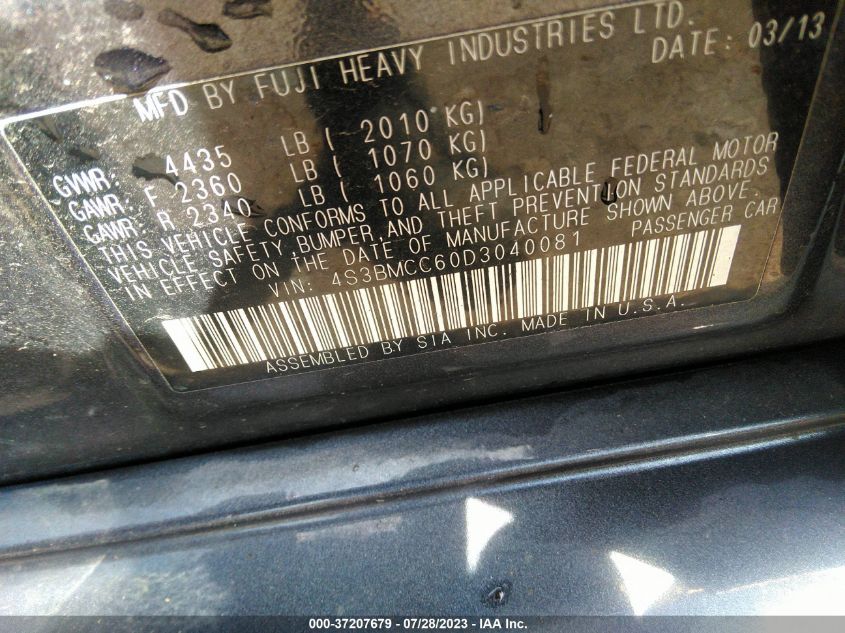 MFD BY FUJI HEAVY INDUSTRIES LTD.
DATE: 03/13
GVWR: 4435 LB ( 2010 KG)
GAWR: F 2360 LB ( 1070 KG)
GAWR: R 2340 LB ( 1060 KG)
THIS VEHICLE CONFORMS TO ALL APPLICABLE FEDERAL MOTOR
VEHICLE SAFETY BUMPER, AND THEFT PREVENTION STANDARDS
IN EFFECT ON THE DATE OF MANUFACTURE SHOWN ABOVE.
VIN: 4S3BMCC60D3040081 PASSENGER CAR
ASSEMBLED BY SIA INC. MADE IN U.S.A.
000-37207679 / 07/28/2023 - IAA Inc.